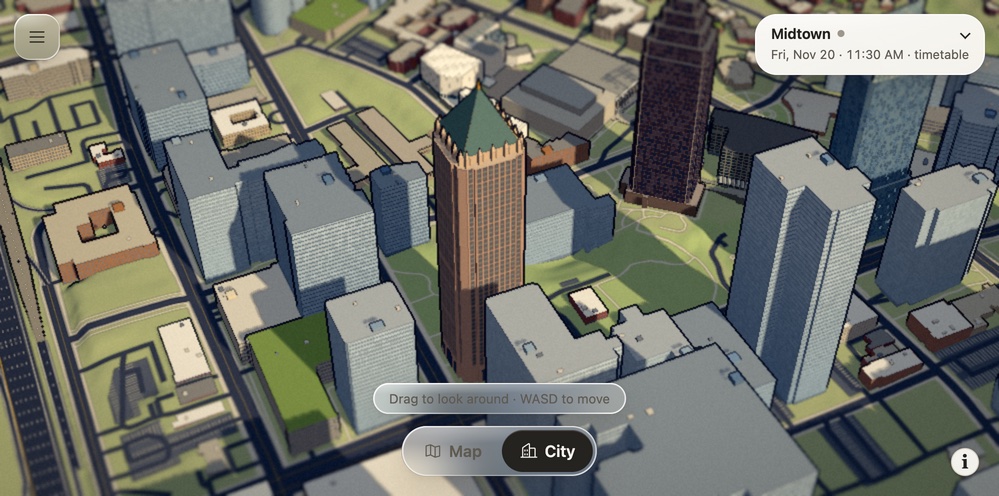 Midtown
Fri, Nov 20 · 11:30 AM · timetable
Drag to look around · WASD to move
Map
City
i